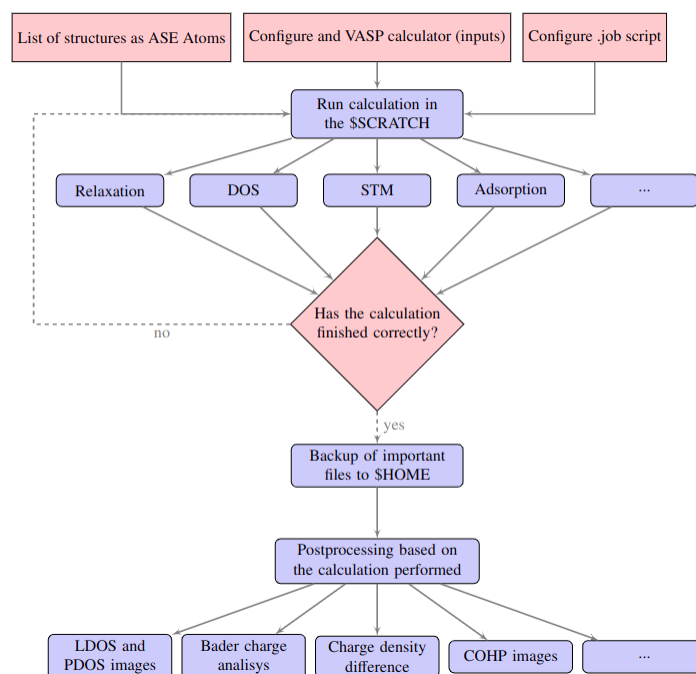 List of structures as ASE Atoms
Configure and VASP calculator (inputs)
Configure .job script
Run calculation in
the $SCRATCH
Relaxation
DOS
STM
Adsorption
...
Has the calculation
finished correctly?
no
yes
Backup of important
files to $HOME
Postprocessing based on
the calculation performed
LDOS and
PDOS images
Bader charge
analisys
Charge density
difference
COHP images
...